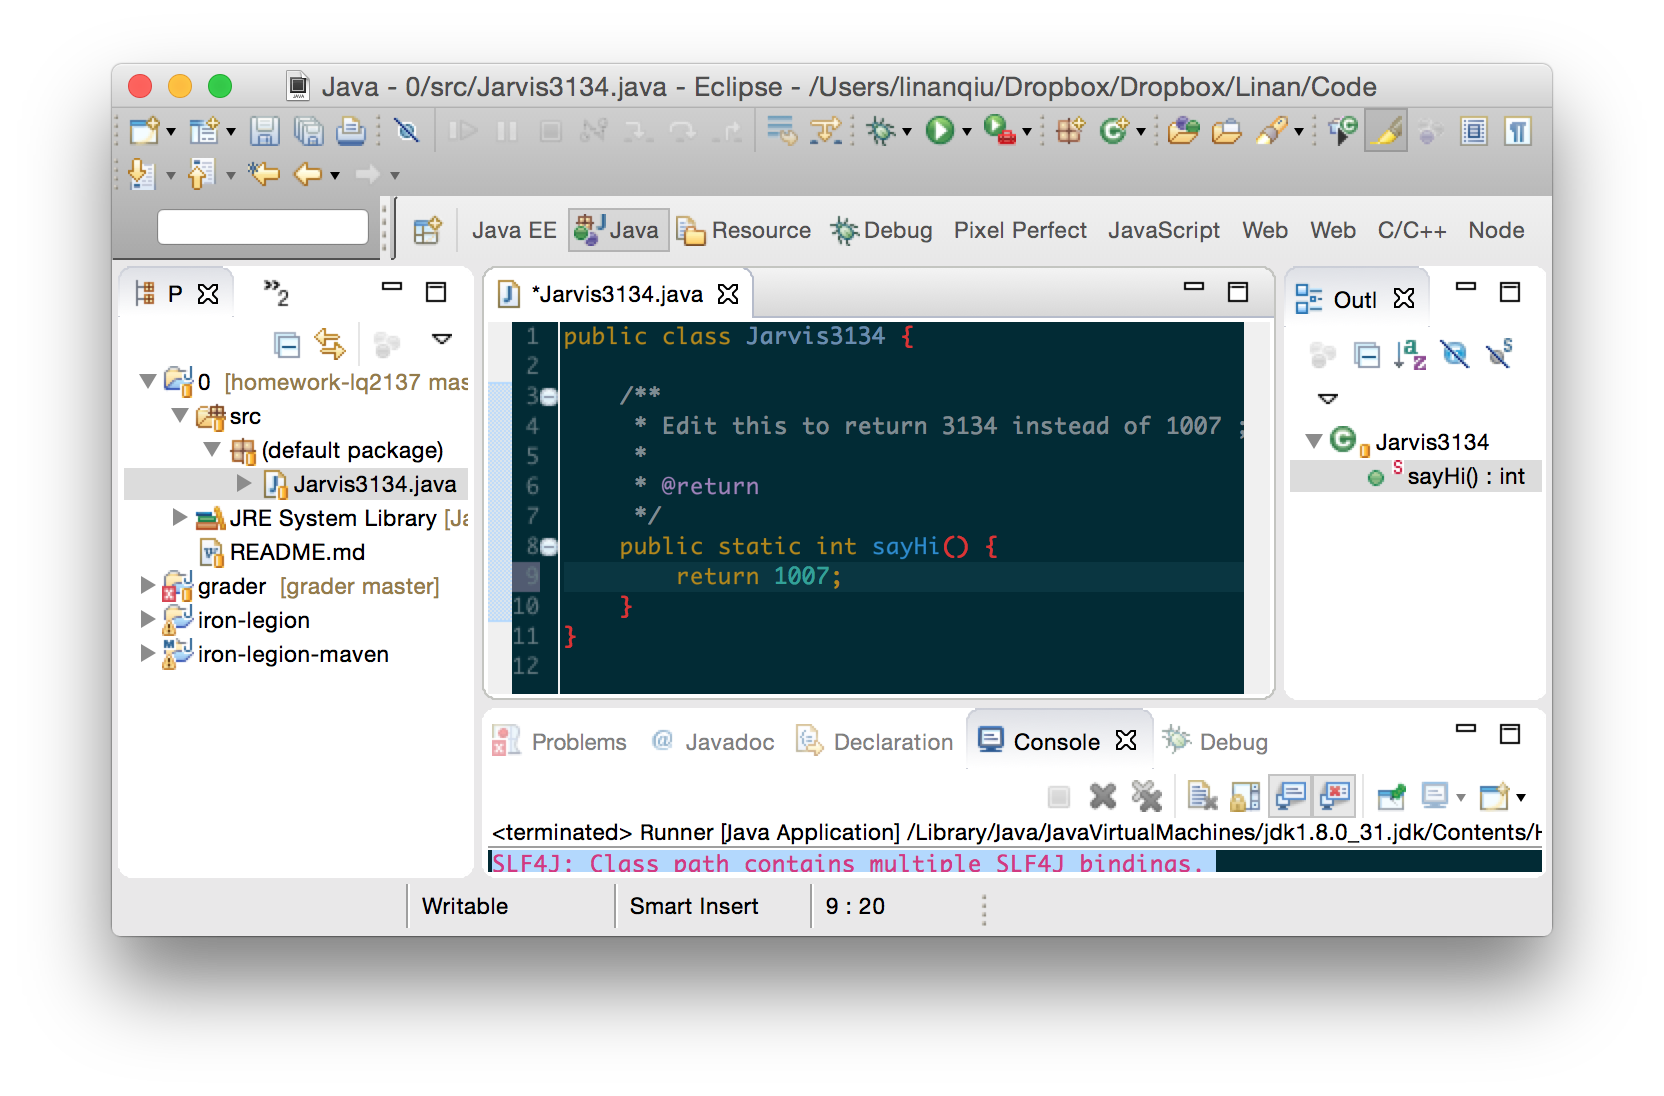 Java - 0/src/Jarvis3134.java - Eclipse - /Users/linanqiu/Dropbox/Dropbox/Linan/Code
Java EE Java Resource Debug Pixel Perfect JavaScript Web Web C/C++ Node
P »2
0 [homework-lq2137 mas
src
(default package)
Jarvis3134.java
JRE System Library [Ja
README.md
grader [grader master]
iron-legion
iron-legion-maven
*Jarvis3134.java
1 public class Jarvis3134 {
2
3 /**
4 * Edit this to return 3134 instead of 1007 ;
5 *
6 * @return
7 */
8 public static int sayHi() {
9 return 1007;
10 }
11 }
12
Outl
Jarvis3134
S sayHi() : int
Problems @ Javadoc Declaration Console Debug
<terminated> Runner [Java Application] /Library/Java/JavaVirtualMachines/jdk1.8.0_31.jdk/Contents/H
SLF4J: Class path contains multiple SLF4J bindings.
Writable Smart Insert 9 : 20